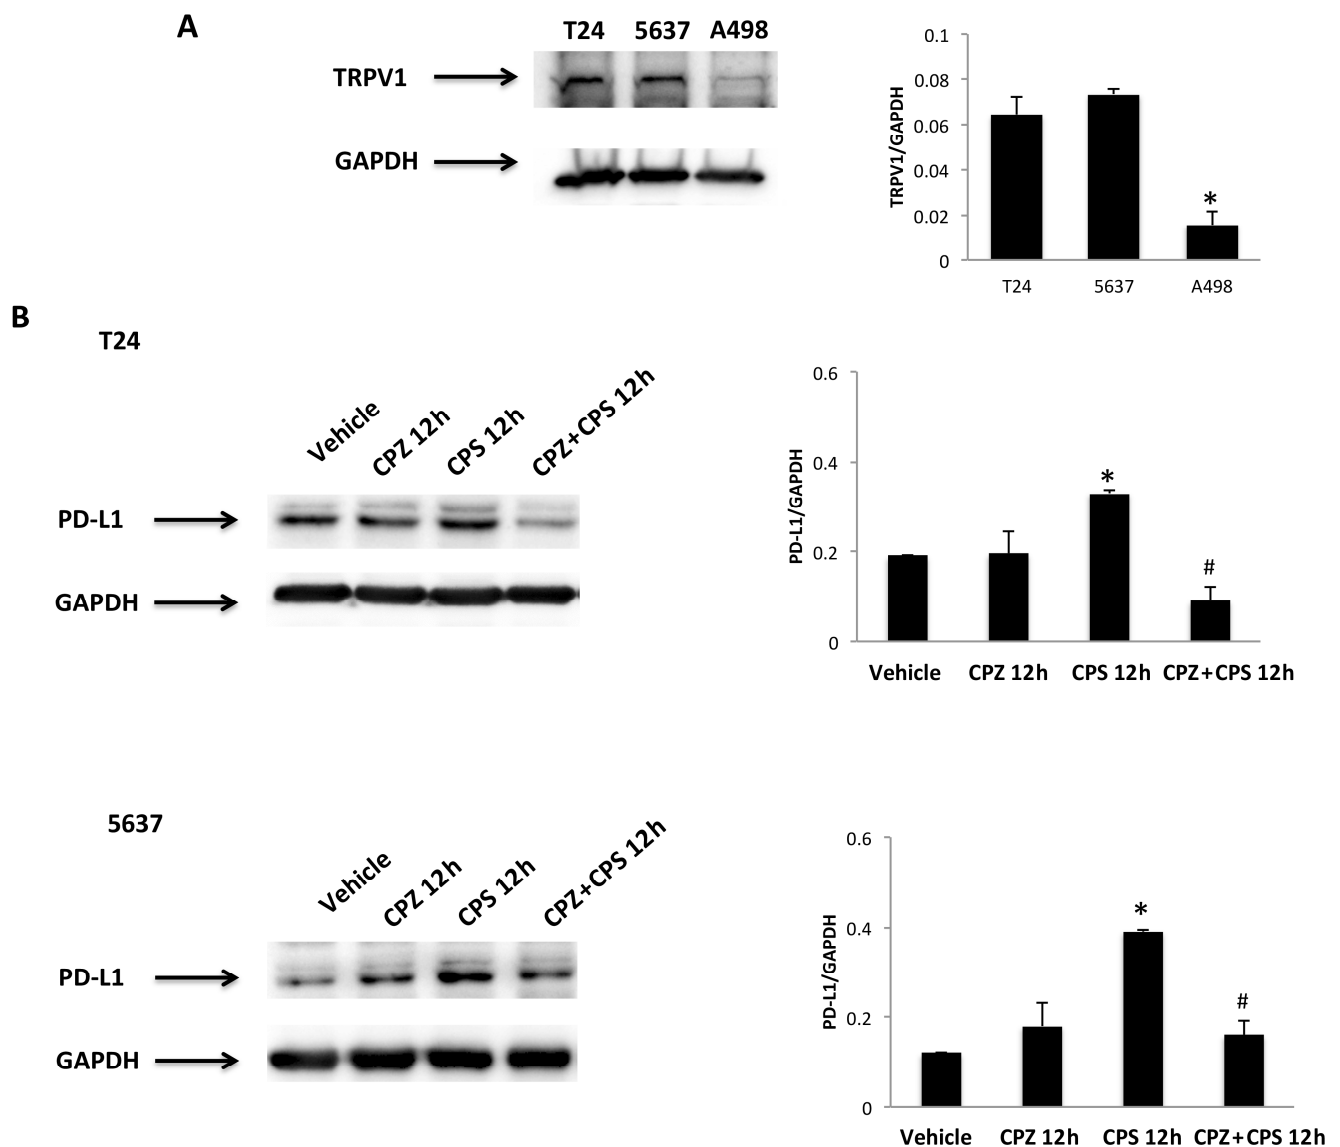 A
T24 5637 A498
TRPV1
GAPDH
0.1
0.08
0.06
0.04
0.02
0
TRPV1/GAPDH
*
T24 5637 A498
B
T24
Vehicle CPZ 12h CPS 12h CPZ+CPS 12h
PD-L1
GAPDH
0.6
0.4
0.2
0
PD-L1/GAPDH
*
#
Vehicle CPZ 12h CPS 12h CPZ+CPS 12h
5637
Vehicle CPZ 12h CPS 12h CPZ+CPS 12h
PD-L1
GAPDH
0.6
0.4
0.2
0
PD-L1/GAPDH
*
#
Vehicle CPZ 12h CPS 12h CPZ+CPS 12h